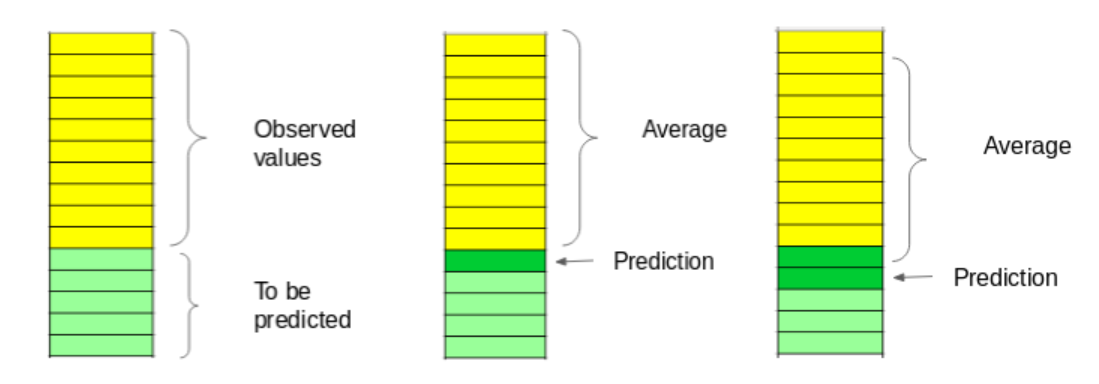 Observed
values
To be
predicted
Average
Prediction
Average
Prediction